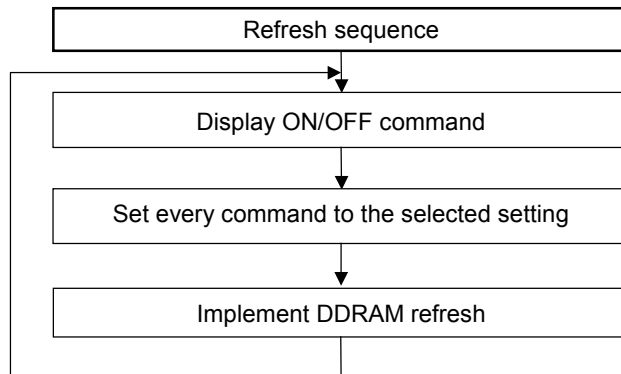 Refresh sequence
Display ON/OFF command
Set every command to the selected setting
Implement DDRAM refresh